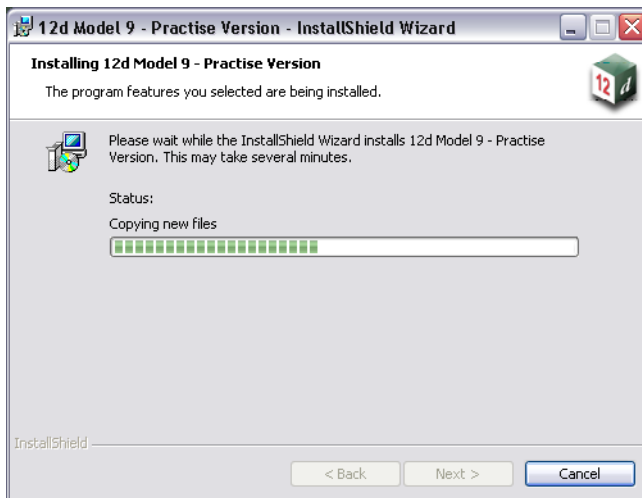 12d Model 9 - Practise Version - InstallShield Wizard
Installing 12d Model 9 - Practise Version
The program features you selected are being installed.
12 d
Please wait while the InstallShield Wizard installs 12d Model 9 - Practise
Version. This may take several minutes.
Status:
Copying new files
InstallShield
< Back Next > Cancel